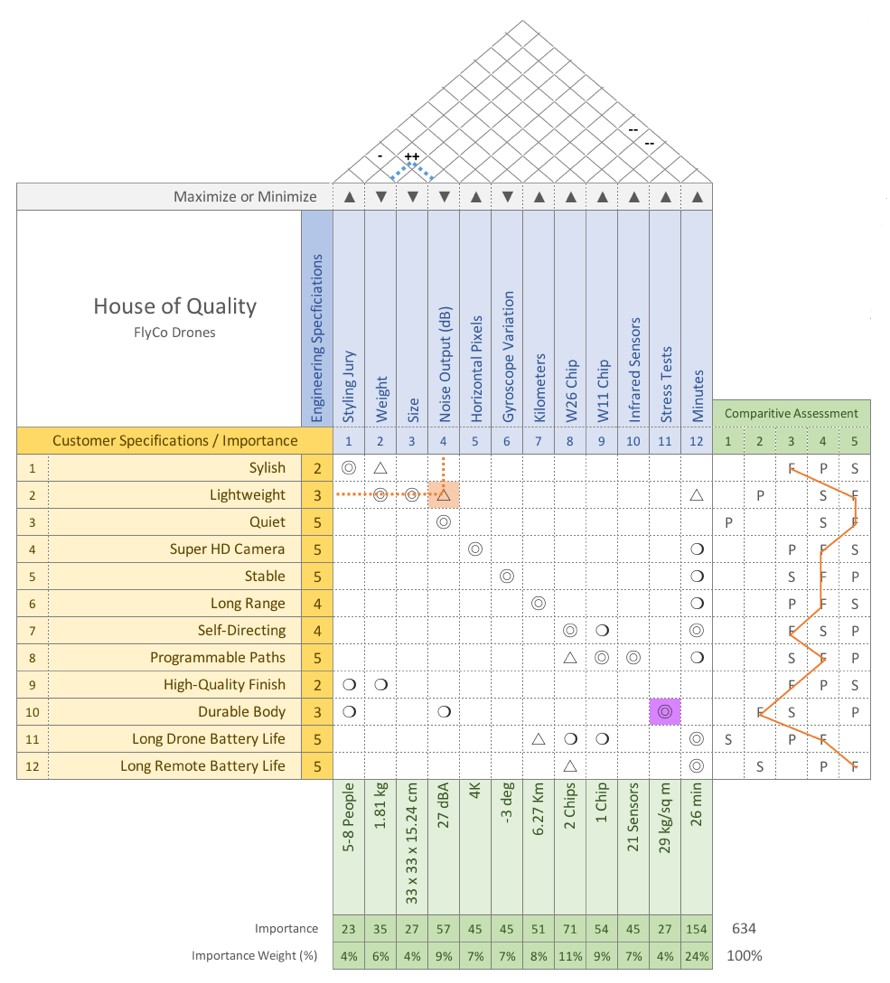 --
- ++ --
Maximize or Minimize ▲ ▼ ▼ ▼ ▲ ▼ ▲ ▲ ▲ ▲ ▲ ▲
House of Quality
FlyCo Drones
Engineering Specficiations
Styling Jury
Weight
Size
Noise Output (dB)
Horizontal Pixels
Gyroscope Variation
Kilometers
W26 Chip
W11 Chip
Infrared Sensors
Stress Tests
Minutes
Comparitive Assessment
Customer Specifications / Importance 1 2 3 4 5 6 7 8 9 10 11 12 1 2 3 4 5
1 Sylish 2 ◎ △ F P S
2 Lightweight 3 ◎ ◎ △ △ P S F
3 Quiet 5 ◎ P S F
4 Super HD Camera 5 ◎ ❍ P F S
5 Stable 5 ◎ ❍ S F P
6 Long Range 4 ◎ ❍ P F S
7 Self-Directing 4 ◎ ❍ ◎ F S P
8 Programmable Paths 5 △ ◎ ◎ ❍ S F P
9 High-Quality Finish 2 ❍ ❍ F P S
10 Durable Body 3 ❍ ❍ ◎ F S P
11 Long Drone Battery Life 5 △ ❍ ❍ ◎ S P F
12 Long Remote Battery Life 5 △ ◎ S P F
5-8 People
1.81 kg
33 x 33 x 15.24 cm
27 dBA
4K
-3 deg
6.27 Km
2 Chips
1 Chip
21 Sensors
29 kg/sq m
26 min
Importance 23 35 27 57 45 45 51 71 54 45 27 154 634
Importance Weight (%) 4% 6% 4% 9% 7% 7% 8% 11% 9% 7% 4% 24% 100%